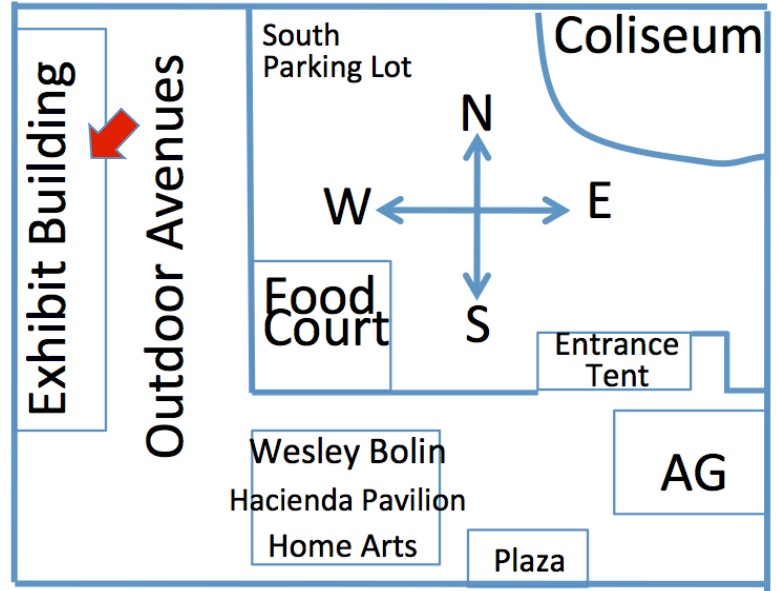 Exhibit Building
Outdoor Avenues
South
Parking Lot
Coliseum
N
W
E
S
Food
Court
Entrance
Tent
Wesley Bolin
Hacienda Pavilion
Home Arts
AG
Plaza